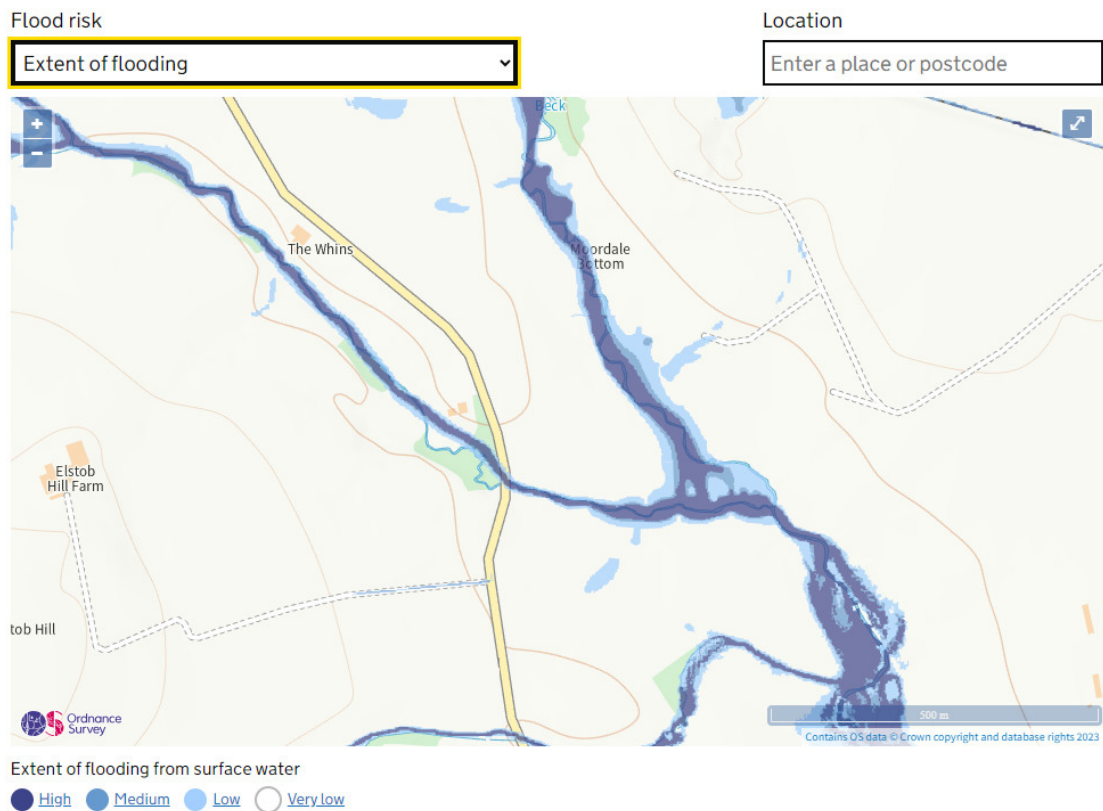 Flood risk
Location
Extent of flooding
Enter a place or postcode
+
−
Beck
The Whins
Moordale
Bottom
Elstob
Hill Farm
tob Hill
Ordnance
Survey
500 m
Contains OS data © Crown copyright and database rights 2023
Extent of flooding from surface water
High Medium Low Very low